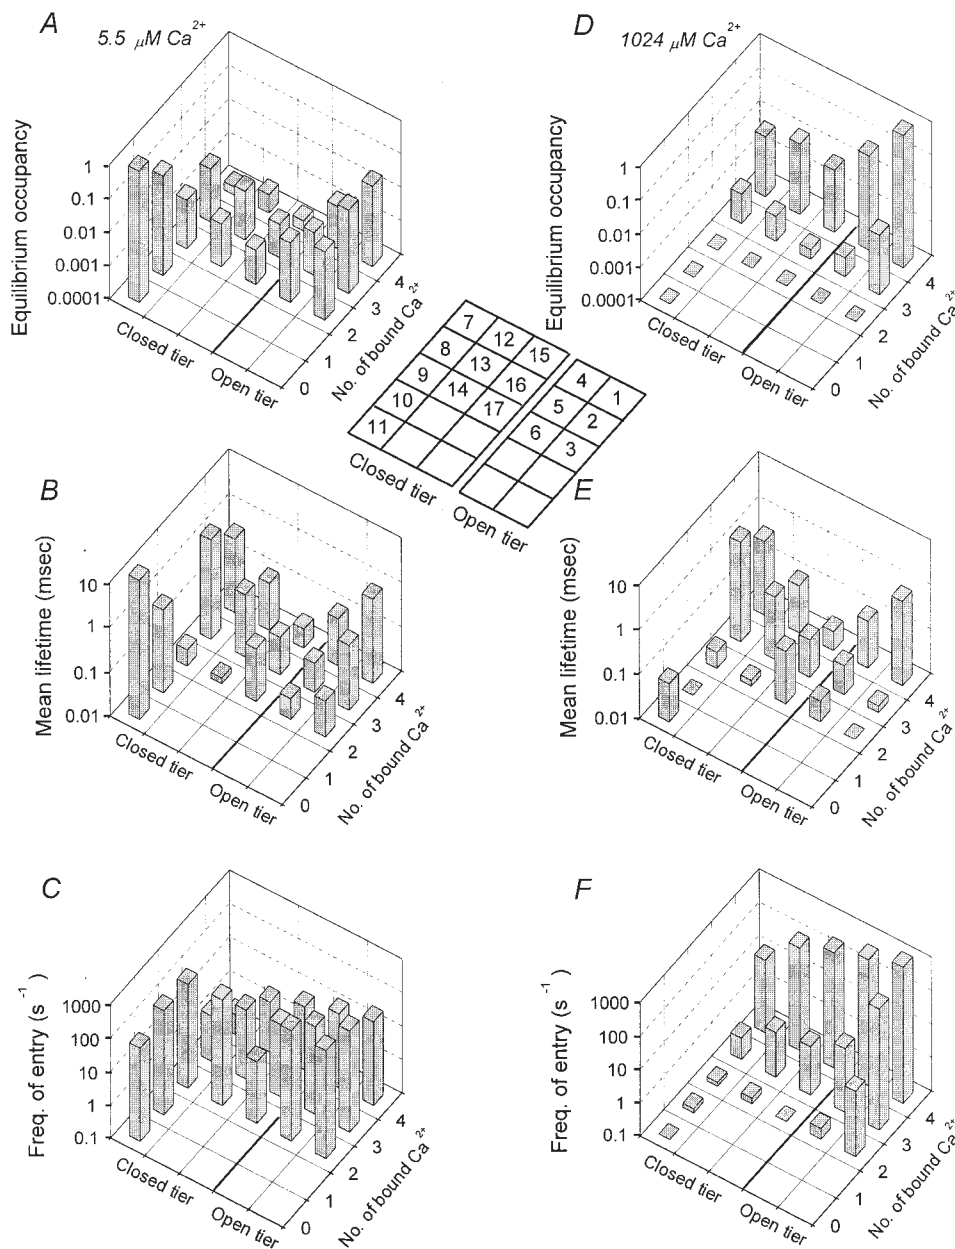 A
5.5 μM Ca2+
Equilibrium occupancy
1
0.1
0.01
0.001
0.0001
Closed tier
Open tier
0
1
2
3
4
No. of bound Ca2+
D
1024 μM Ca2+
Equilibrium occupancy
1
0.1
0.01
0.001
0.0001
Closed tier
Open tier
0
1
2
3
4
No. of bound Ca2+
7 12 15
8 13 16
9 14 17
10
11
4 1
5 2
6 3
Closed tier
Open tier
B
Mean lifetime (msec)
10
1
0.1
0.01
Closed tier
Open tier
0
1
2
3
4
No. of bound Ca2+
E
Mean lifetime (msec)
10
1
0.1
0.01
Closed tier
Open tier
0
1
2
3
4
No. of bound Ca2+
C
Freq. of entry (s-1)
1000
100
10
1
0.1
Closed tier
Open tier
0
1
2
3
4
No. of bound Ca2+
F
Freq. of entry (s-1)
1000
100
10
1
0.1
Closed tier
Open tier
0
1
2
3
4
No. of bound Ca2+